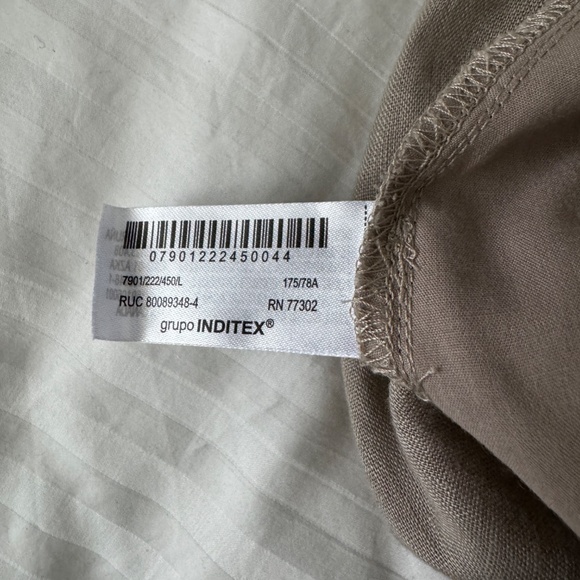 07901222450044
7901/222/450/L 175/78A
RUC 80089348-4 RN 77302
grupo INDITEX®